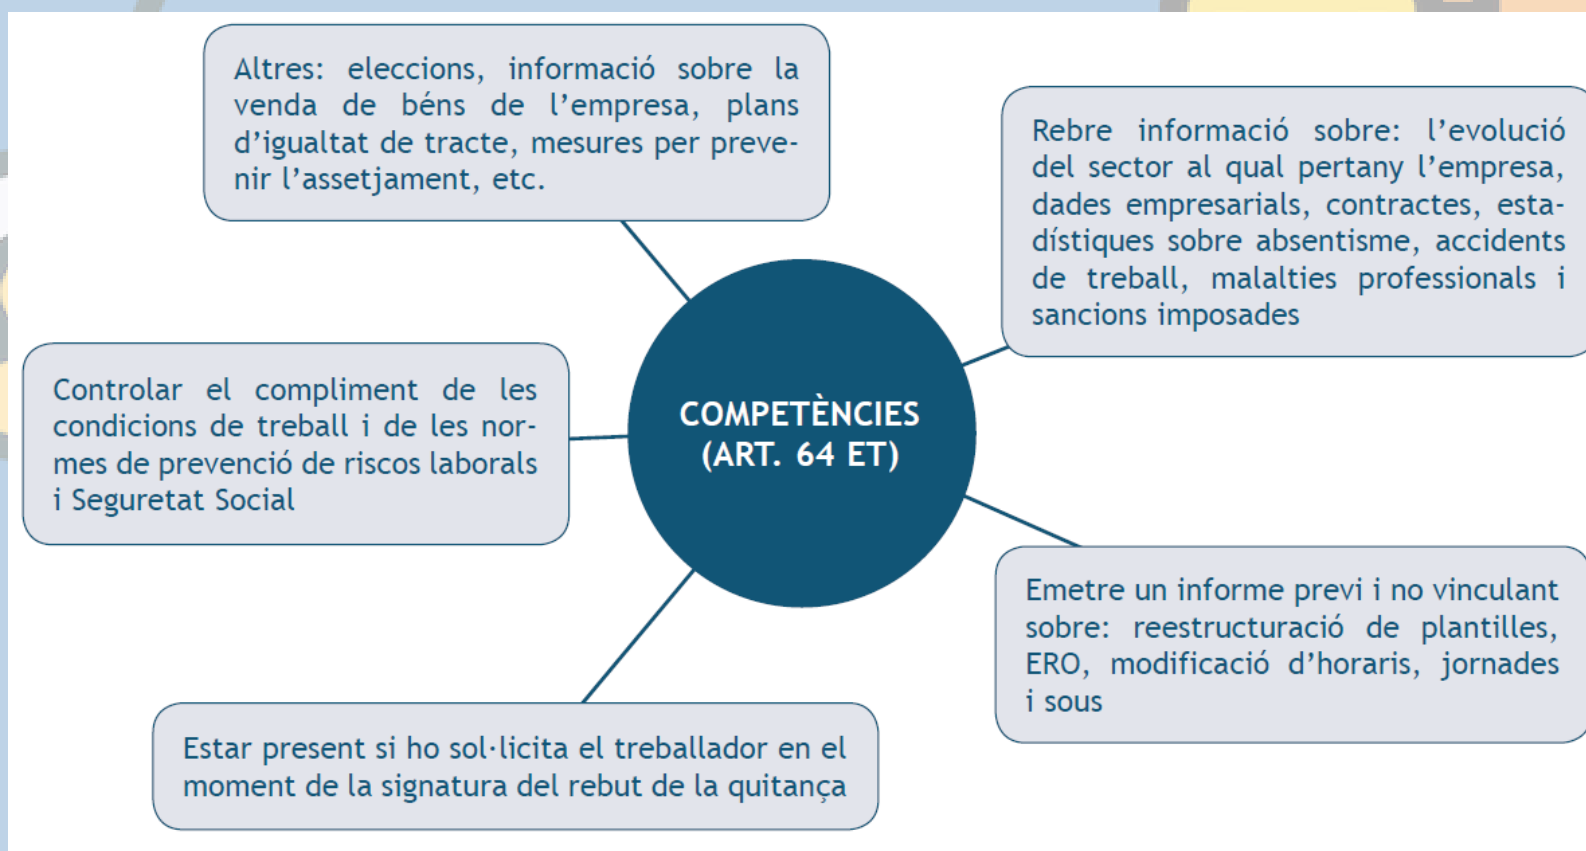 Altres: eleccions, informació sobre la
venda de béns de l’empresa, plans
d’igualtat de tracte, mesures per preve-
nir l’assetjament, etc.
Rebre informació sobre: l’evolució
del sector al qual pertany l’empresa,
dades empresarials, contractes, esta-
dístiques sobre absentisme, accidents
de treball, malalties professionals i
sancions imposades
Controlar el compliment de les
condicions de treball i de les nor-
mes de prevenció de riscos laborals
i Seguretat Social
COMPETÈNCIES
(ART. 64 ET)
Emetre un informe previ i no vinculant
sobre: reestructuració de plantilles,
ERO, modificació d’horaris, jornades
i sous
Estar present si ho sol·licita el treballador en el
moment de la signatura del rebut de la quitança